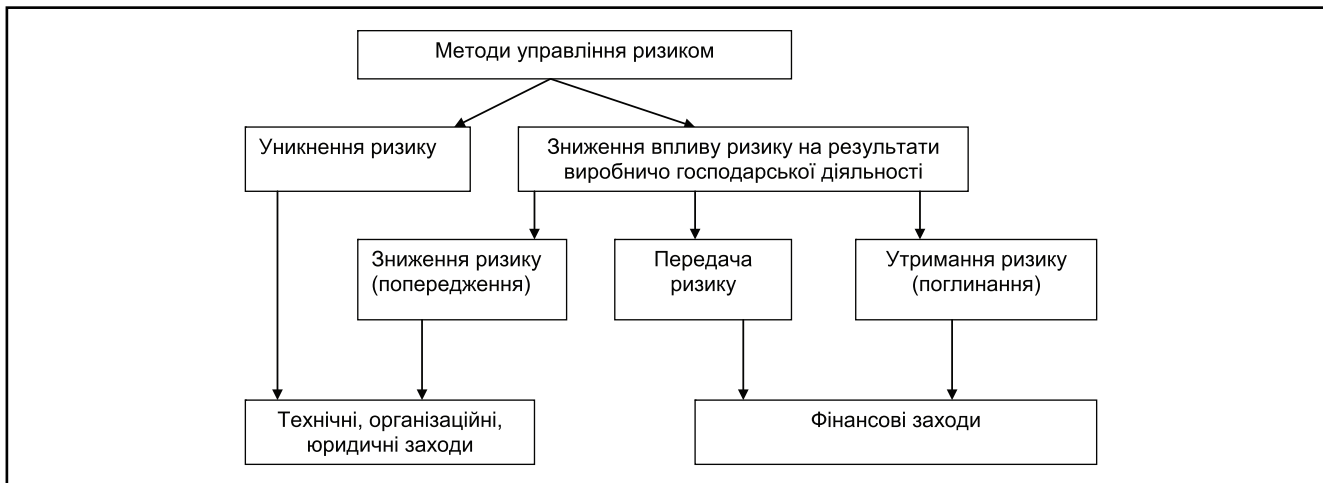 Методи управління ризиком
Уникнення ризику
Зниження впливу ризику на результати
виробничо господарської діяльності
Зниження ризику
(попередження)
Передача
ризику
Утримання ризику
(поглинання)
Технічні, організаційні,
юридичні заходи
Фінансові заходи